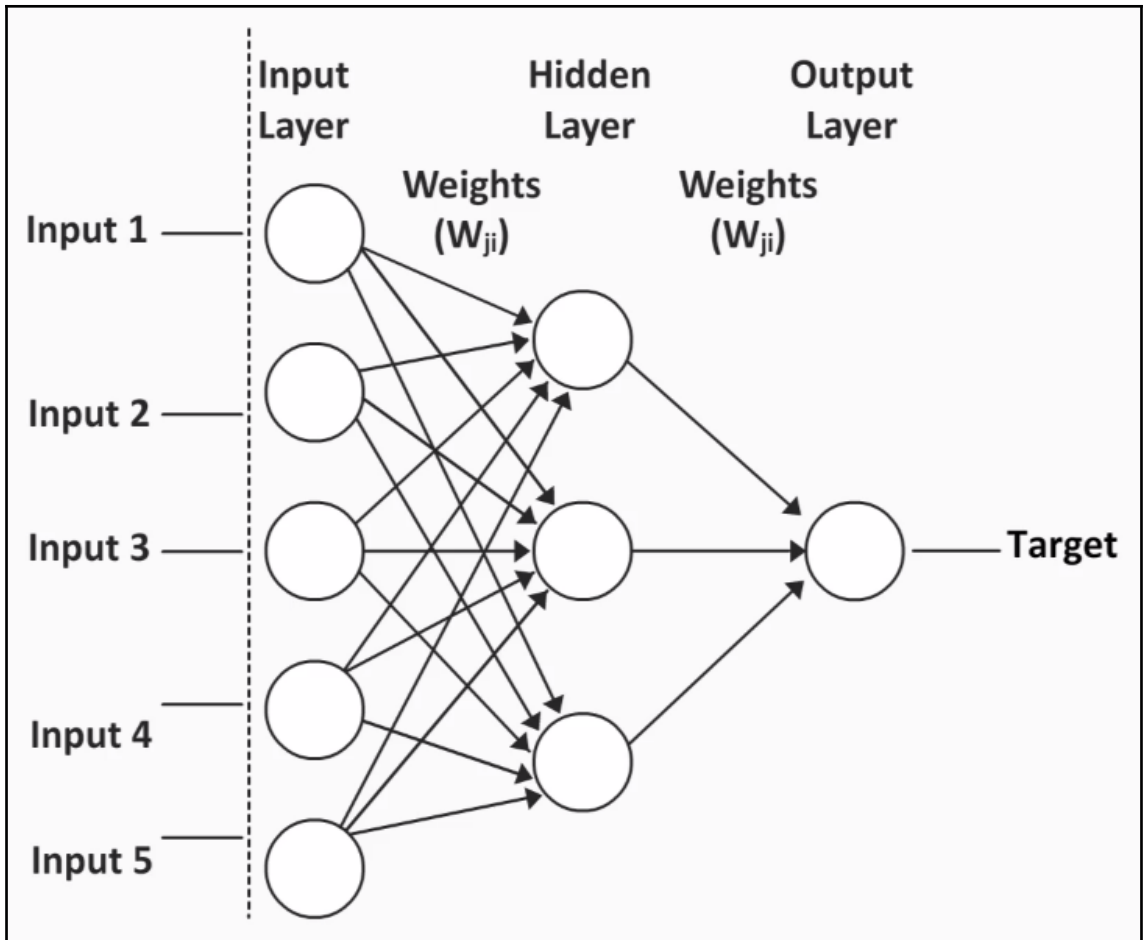 Input
Layer
Hidden
Layer
Output
Layer
Weights
(Wji)
Weights
(Wji)
Input 1
Input 2
Input 3
Input 4
Input 5
Target